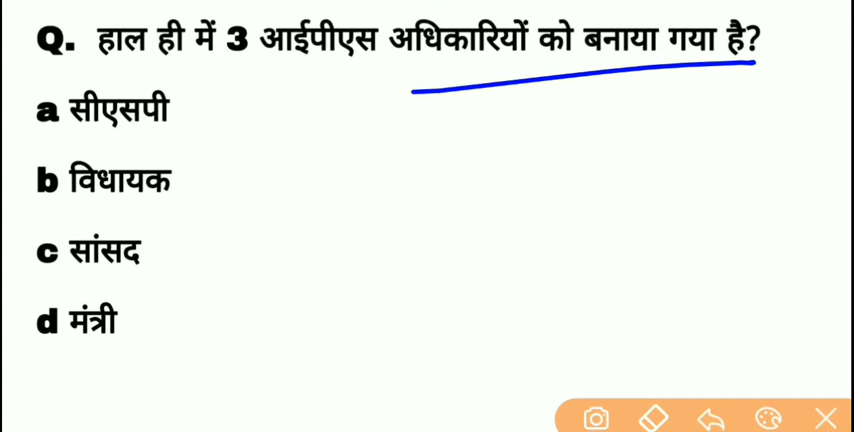 Q. हाल ही में 3 आईपीएस अधिकारियों को बनाया गया है?
a सीएसपी
b विधायक
c सांसद
d मंत्री